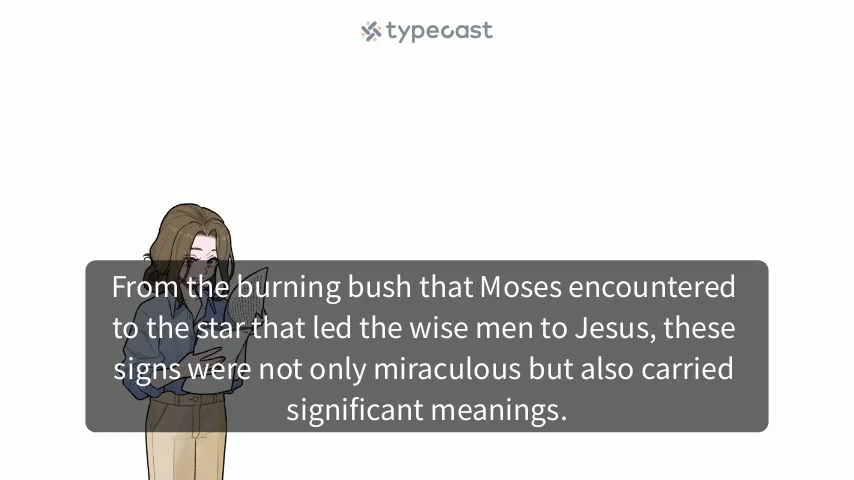 typecast
From the burning bush that Moses encountered
to the star that led the wise men to Jesus, these
signs were not only miraculous but also carried
significant meanings.